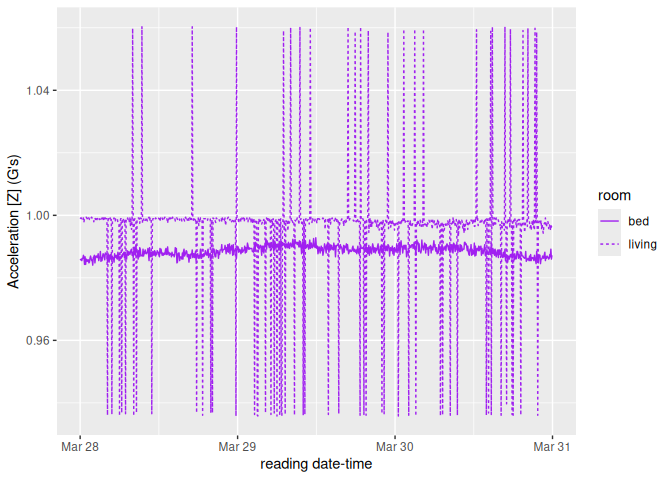 1.04
1.00
0.96
Acceleration [Z] (G's)
Mar 28
Mar 29
Mar 30
Mar 31
reading date-time
room
bed
living